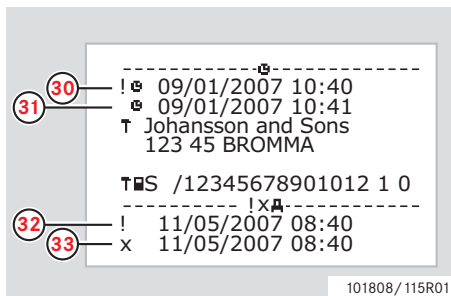 30 ! 09/01/2007 10:40
31 09/01/2007 10:41
T Johansson and Sons
123 45 BROMMA
T S /12345678901012 1 0
---------- !x ------------
32 ! 11/05/2007 08:40
33 x 11/05/2007 08:40
101808/115R01